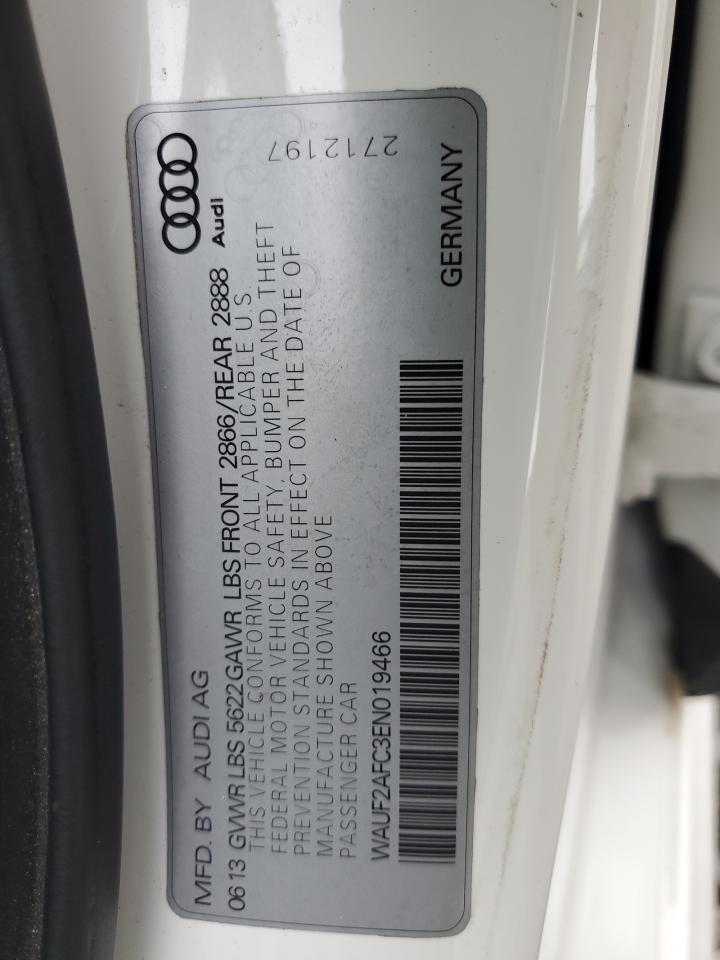 MFD. BY AUDI AG
Audi
0613 GVWR LBS 5622 GAWR LBS FRONT 2866/REAR 2888
THIS VEHICLE CONFORMS TO ALL APPLICABLE U S
FEDERAL MOTOR VEHICLE SAFETY, BUMPER AND THEFT
PREVENTION STANDARDS IN EFFECT ON THE DATE OF
MANUFACTURE SHOWN ABOVE
PASSENGER CAR
2712197
WAUF2AFC3EN019466
GERMANY